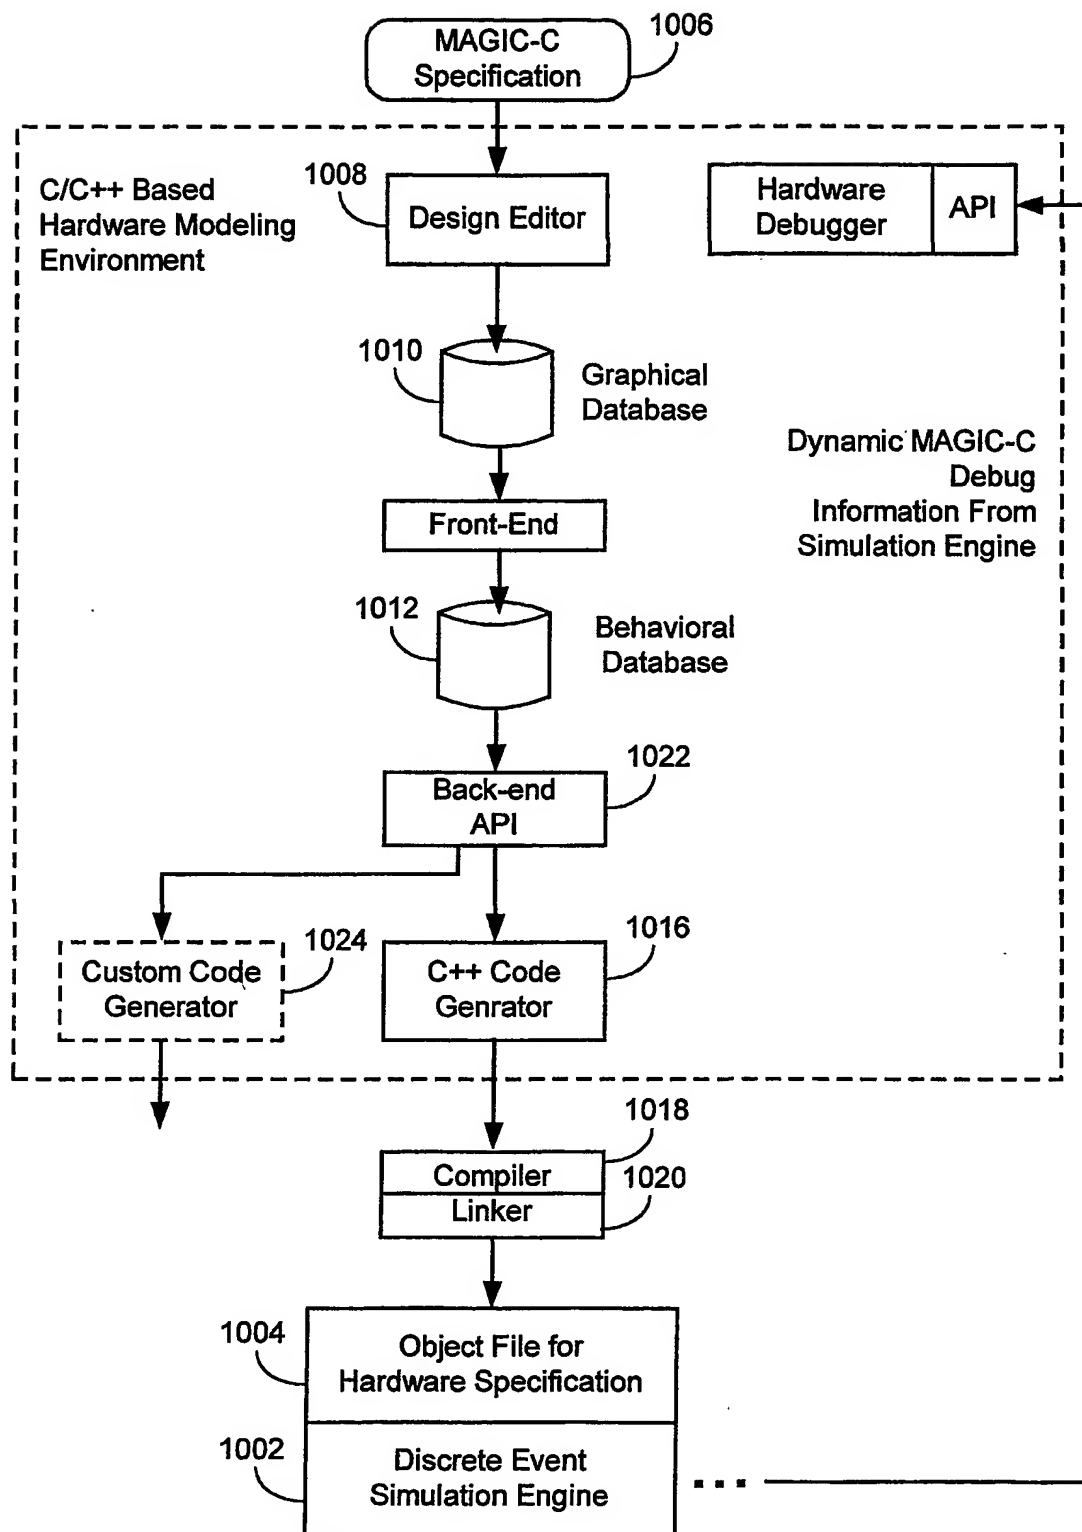 MAGIC-C
Specification
1006
C/C++ Based
Hardware Modeling
Environment
1008
Design Editor
Hardware
Debugger
API
1010
Graphical
Database
Dynamic MAGIC-C
Debug
Information From
Simulation Engine
Front-End
1012
Behavioral
Database
1022
Back-end
API
1024
Custom Code
Generator
1016
C++ Code
Genrator
1018
Compiler
1020
Linker
1004
Object File for
Hardware Specification
1002
Discrete Event
Simulation Engine